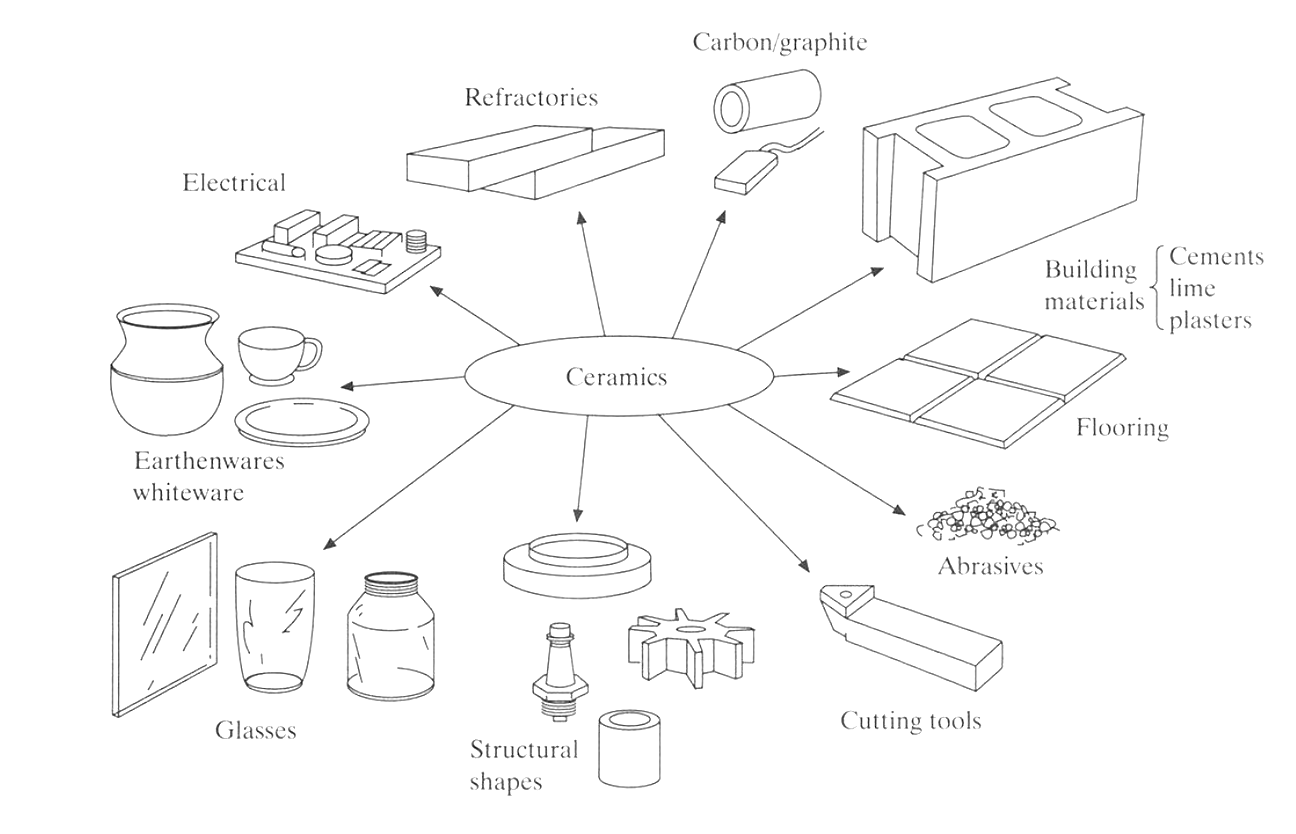 Carbon/graphite
Refractories
Electrical
Building
materials
Cements
lime
plasters
Ceramics
Flooring
Earthenwares
whiteware
Abrasives
Glasses
Structural
shapes
Cutting tools